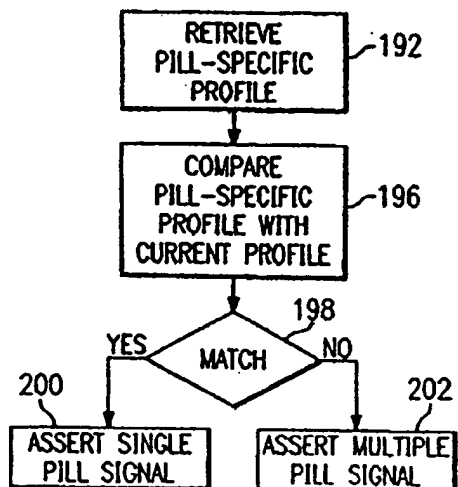 RETRIEVE
PILL-SPECIFIC
PROFILE
192
COMPARE
PILL-SPECIFIC
PROFILE WITH
CURRENT PROFILE
196
198
YES
MATCH
NO
200
202
ASSERT SINGLE
PILL SIGNAL
ASSERT MULTIPLE
PILL SIGNAL